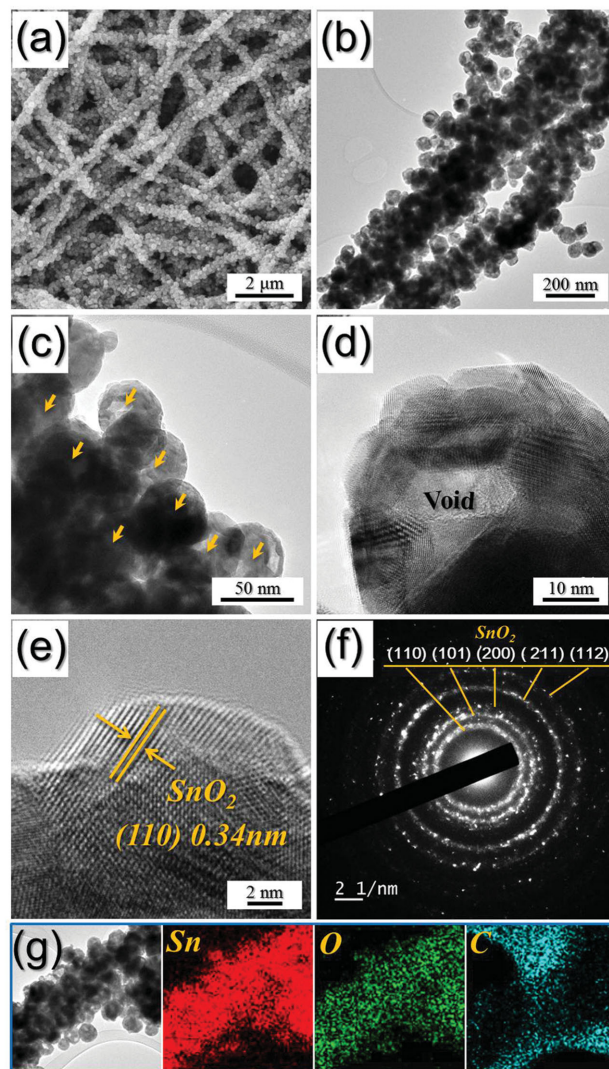 (a)
2 μm
(b)
200 nm
(c)
50 nm
(d)
Void
10 nm
(e)
SnO2
(110) 0.34nm
2 nm
(f)
SnO2
(110) (101) (200) (211) (112)
2 1/nm
(g)
Sn
O
C